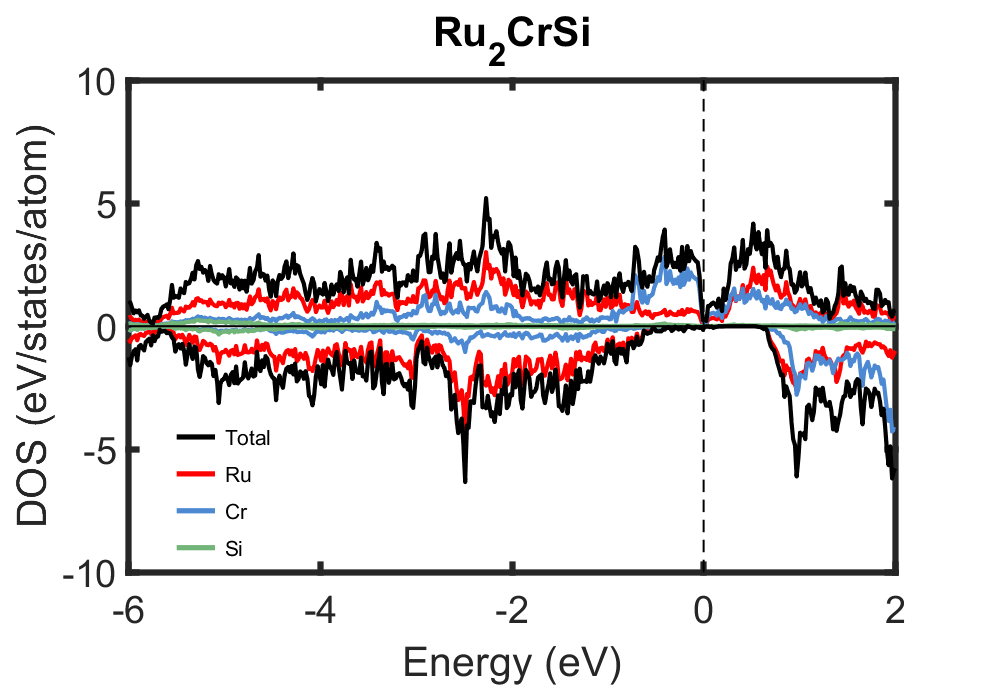 Ru2CrSi
DOS (eV/states/atom)
10
5
0
-5
-10
Total
Ru
Cr
Si
-6
-4
-2
0
2
Energy (eV)